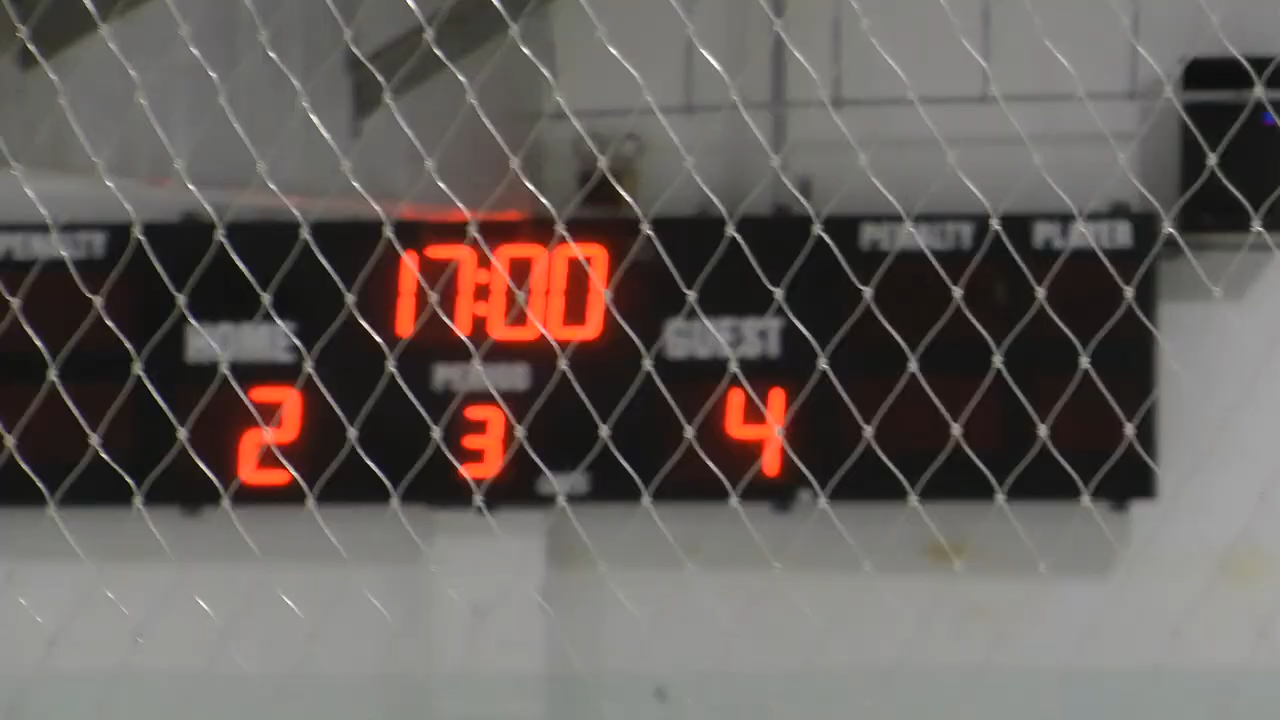 PENALTY
17:00
PENALTY PLAYER
HOME
GUEST
PERIOD
2
3
4